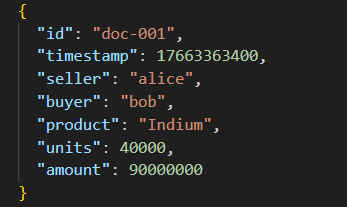 {
"id": "doc-001",
"timestamp": 17663363400,
"seller": "alice",
"buyer": "bob",
"product": "Indium",
"units": 40000,
"amount": 90000000
}